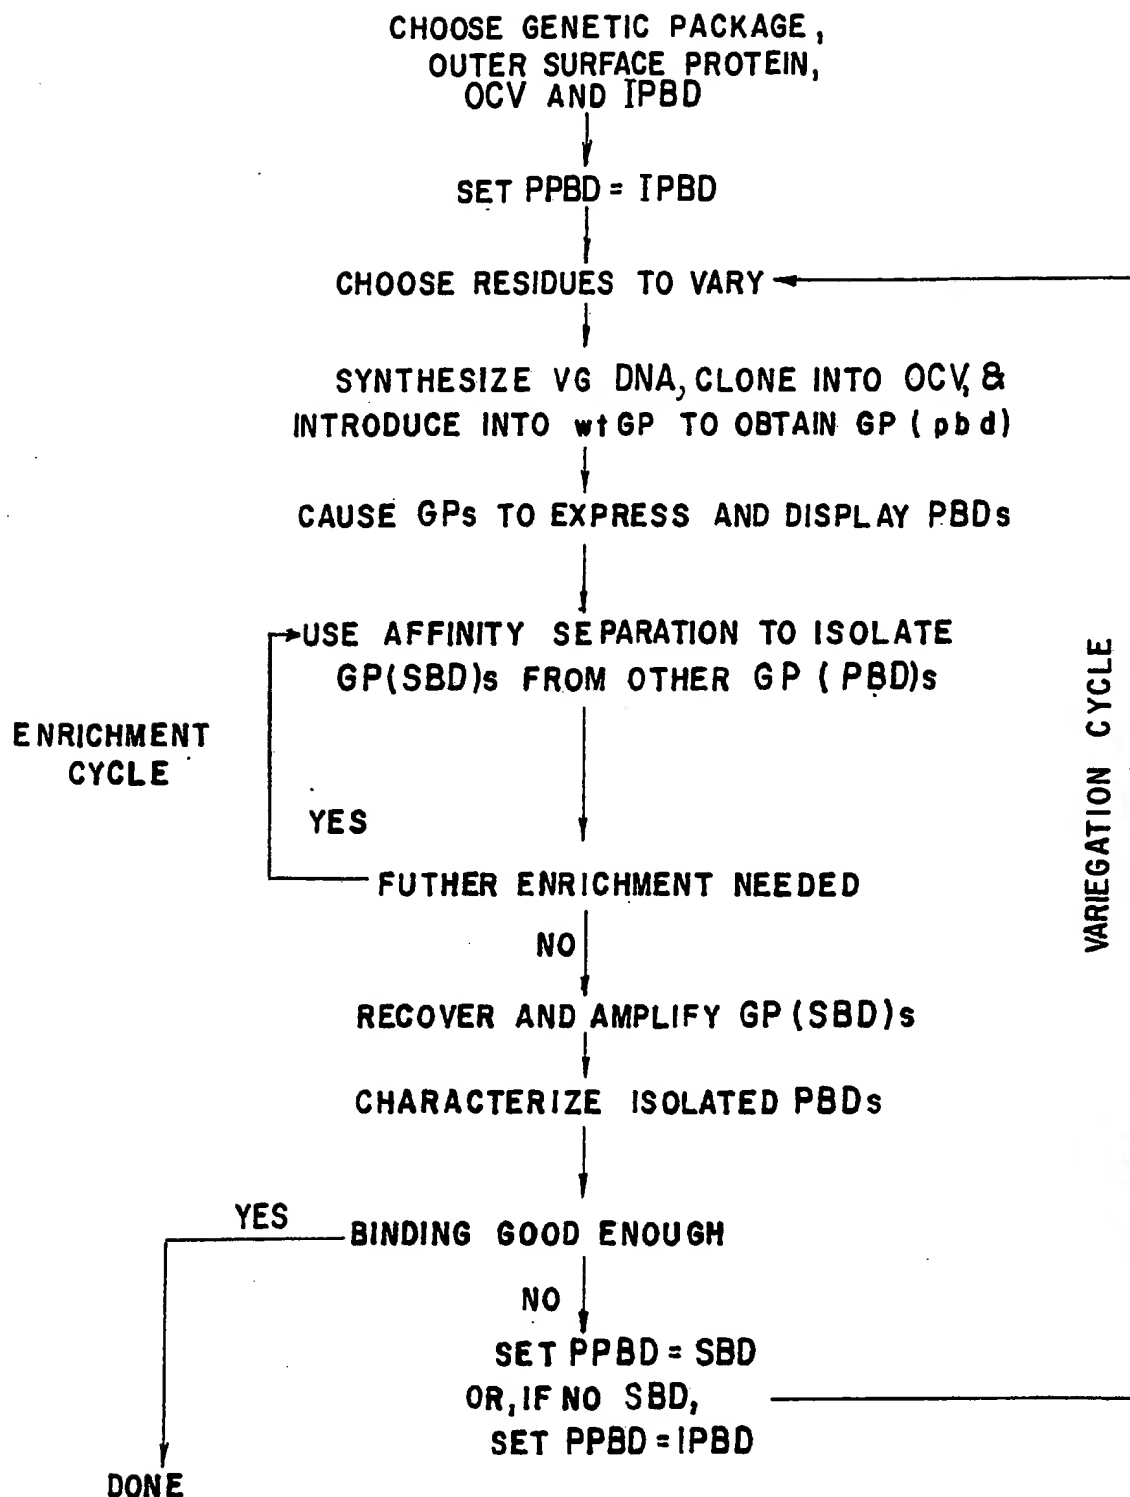 CHOOSE GENETIC PACKAGE,
OUTER SURFACE PROTEIN,
OCV AND IPBD
SET PPBD = IPBD
CHOOSE RESIDUES TO VARY
SYNTHESIZE VG DNA, CLONE INTO OCV, &
INTRODUCE INTO wtGP TO OBTAIN GP (pbd)
CAUSE GPs TO EXPRESS AND DISPLAY PBDs
USE AFFINITY SEPARATION TO ISOLATE
GP(SBD)s FROM OTHER GP (PBD)s
ENRICHMENT
CYCLE
YES
FUTHER ENRICHMENT NEEDED
VARIEGATION CYCLE
NO
RECOVER AND AMPLIFY GP(SBD)s
CHARACTERIZE ISOLATED PBDs
YES
BINDING GOOD ENOUGH
NO
SET PPBD = SBD
OR, IF NO SBD,
SET PPBD = IPBD
DONE